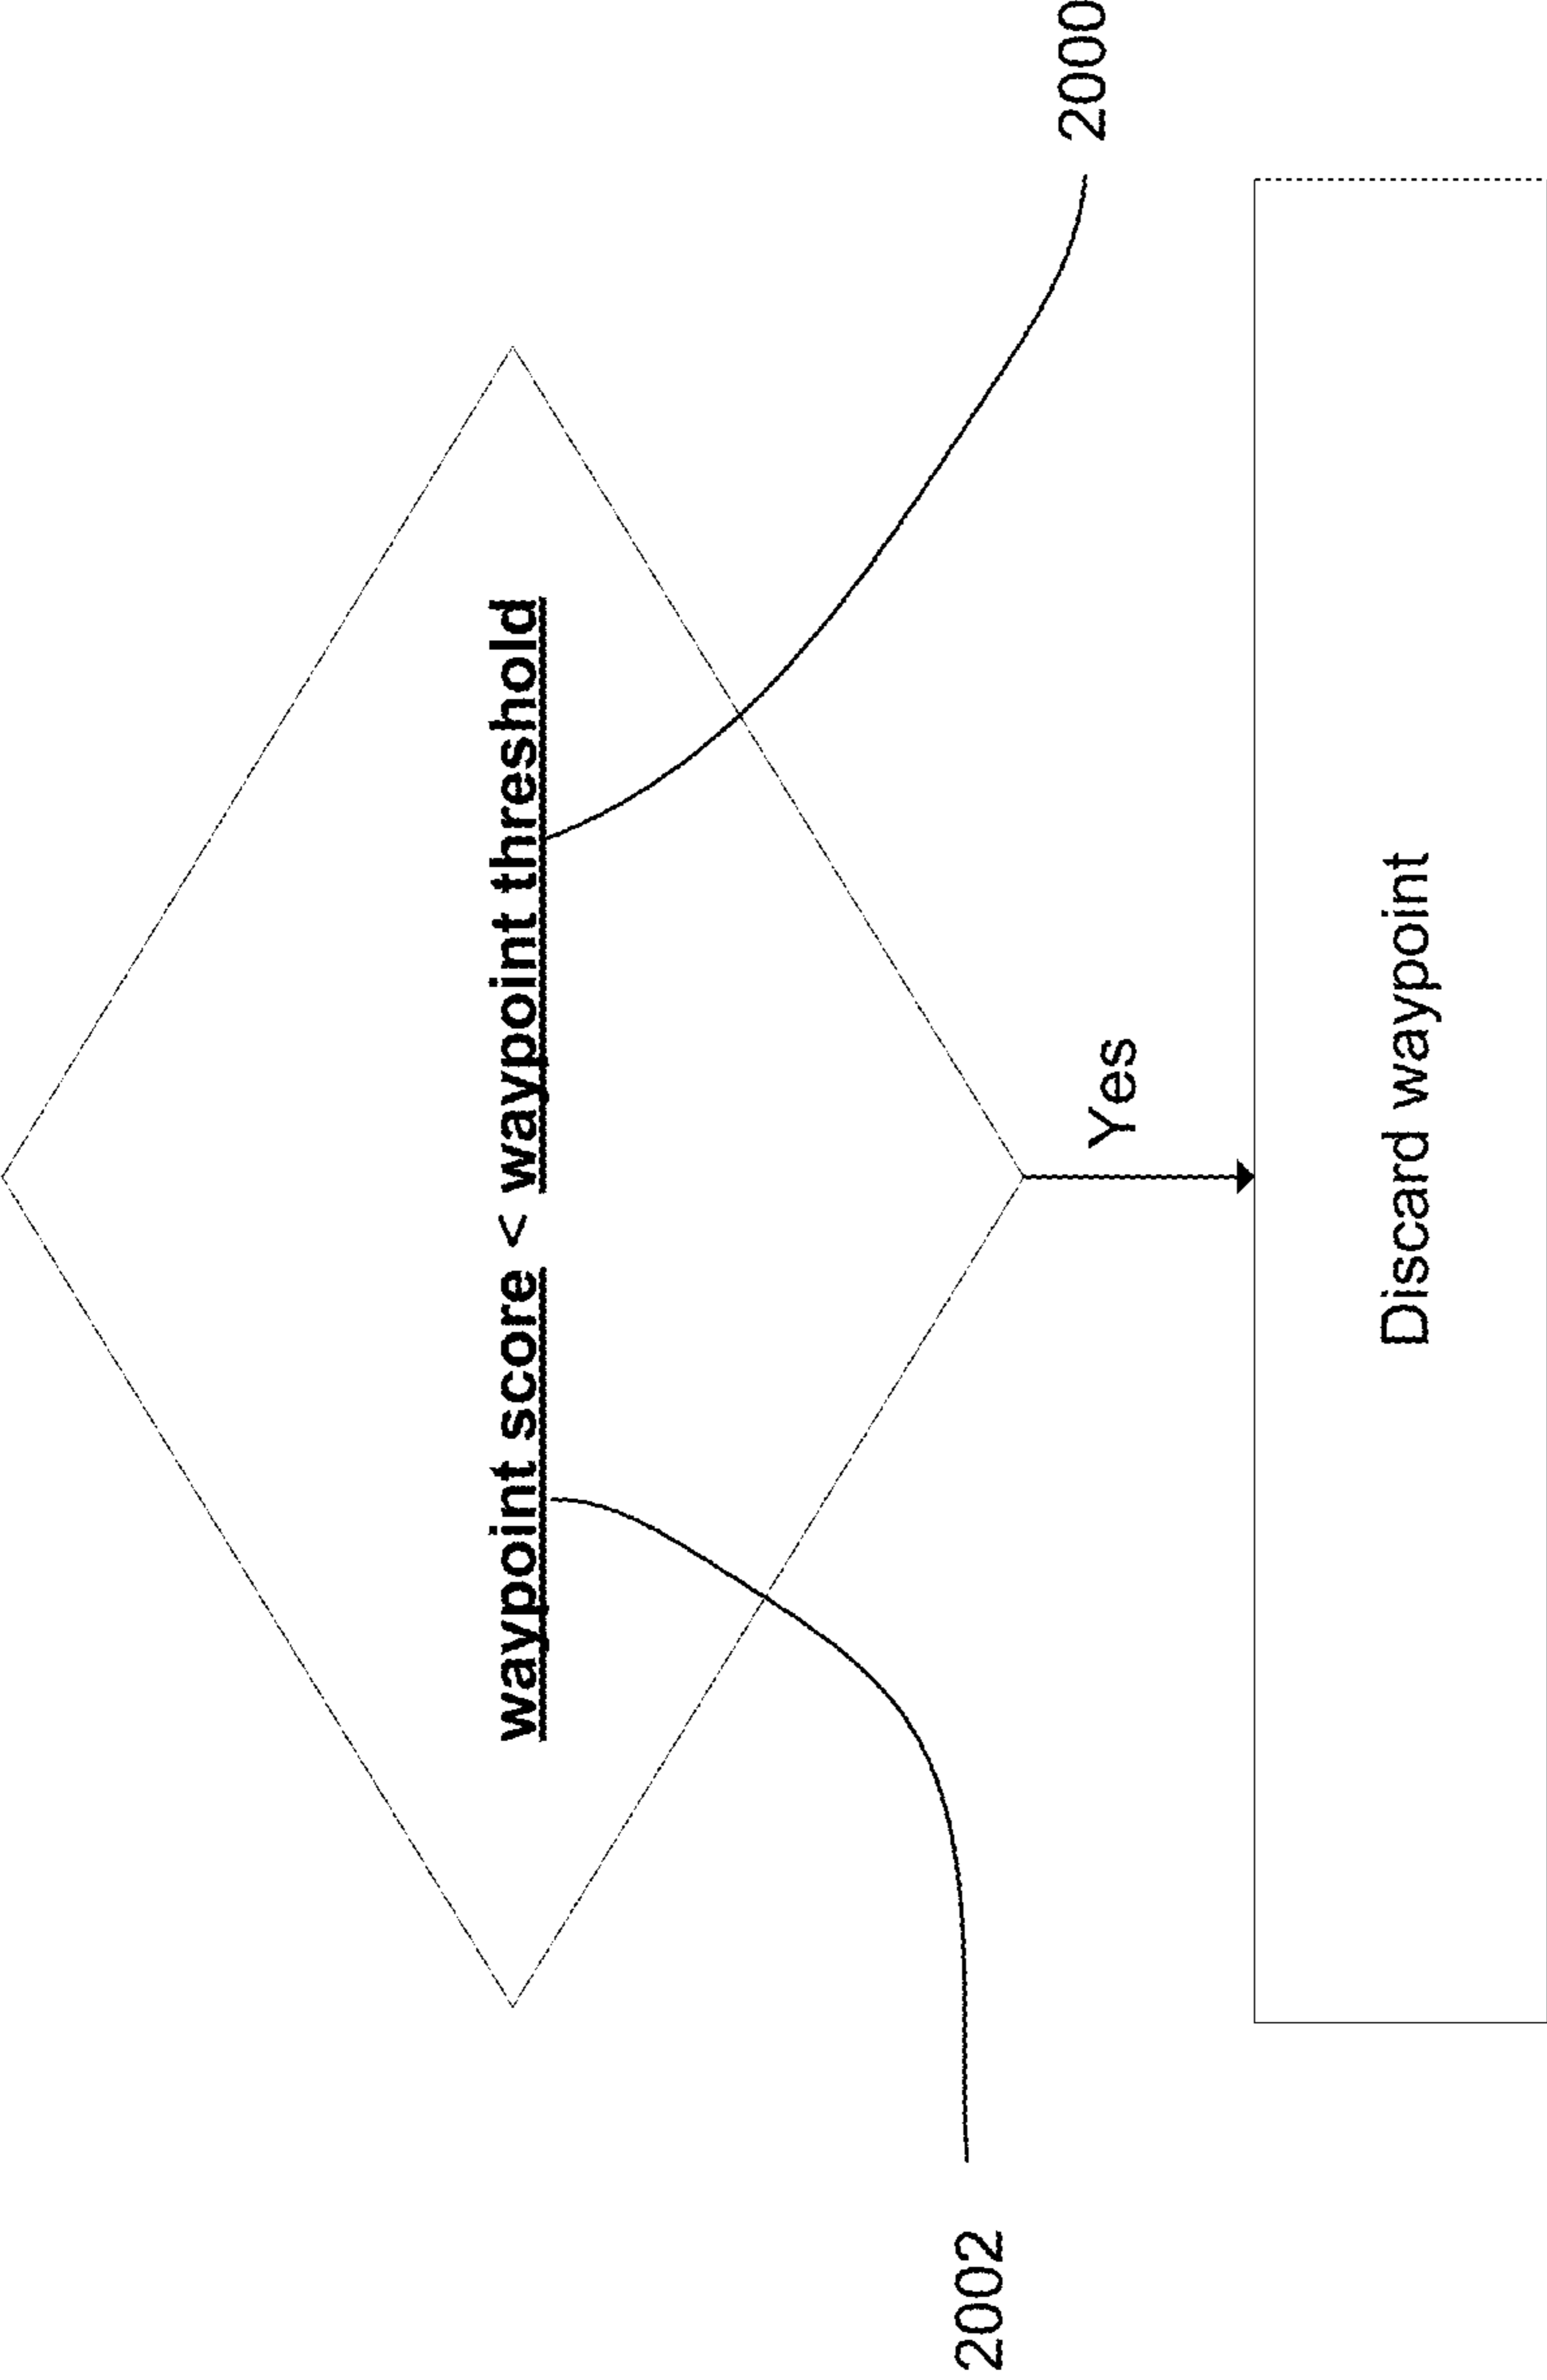 waypoint score < waypoint threshold
2002
2000
Yes
Discard waypoint